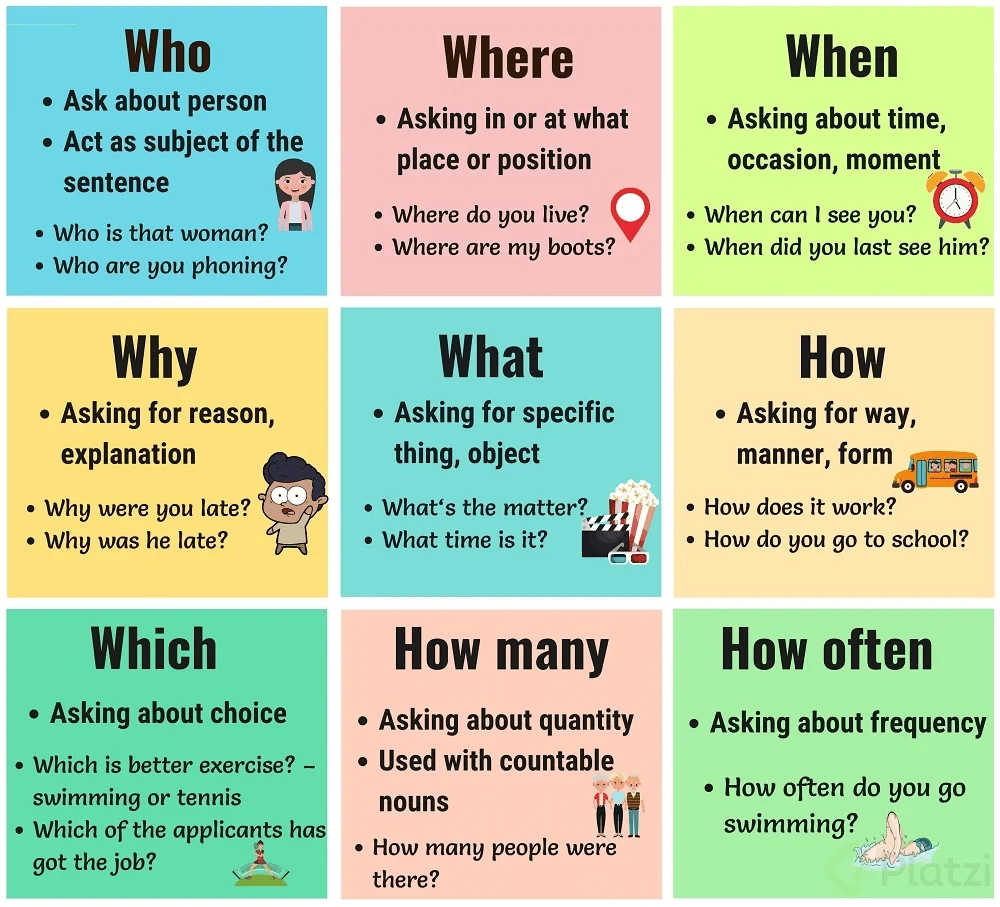 Who
• Ask about person
• Act as subject of the
sentence
• Who is that woman?
• Who are you phoning?
Where
• Asking in or at what
place or position
• Where do you live?
• Where are my boots?
When
• Asking about time,
occasion, moment
• When can I see you?
• When did you last see him?
Why
• Asking for reason,
explanation
• Why were you late?
• Why was he late?
What
• Asking for specific
thing, object
• What‘s the matter?
• What time is it?
How
• Asking for way,
manner, form
• How does it work?
• How do you go to school?
Which
• Asking about choice
• Which is better exercise? –
swimming or tennis
• Which of the applicants has
got the job?
How many
• Asking about quantity
• Used with countable
nouns
• How many people were
there?
How often
• Asking about frequency
• How often do you go
swimming?
Platzi